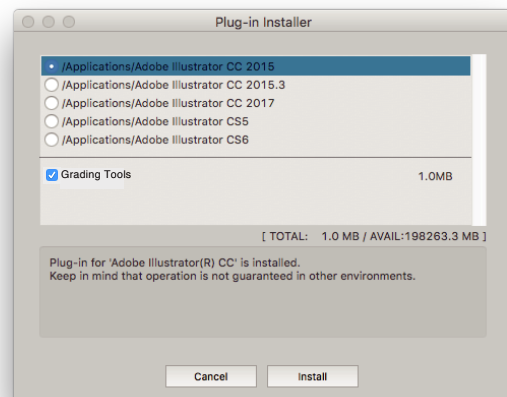 Plug-in Installer
/Applications/Adobe Illustrator CC 2015
/Applications/Adobe Illustrator CC 2015.3
/Applications/Adobe Illustrator CC 2017
/Applications/Adobe Illustrator CS5
/Applications/Adobe Illustrator CS6
Grading Tools 1.0MB
[ TOTAL: 1.0 MB / AVAIL:198263.3 MB ]
Plug-in for 'Adobe Illustrator(R) CC' is installed.
Keep in mind that operation is not guaranteed in other environments.
Cancel Install